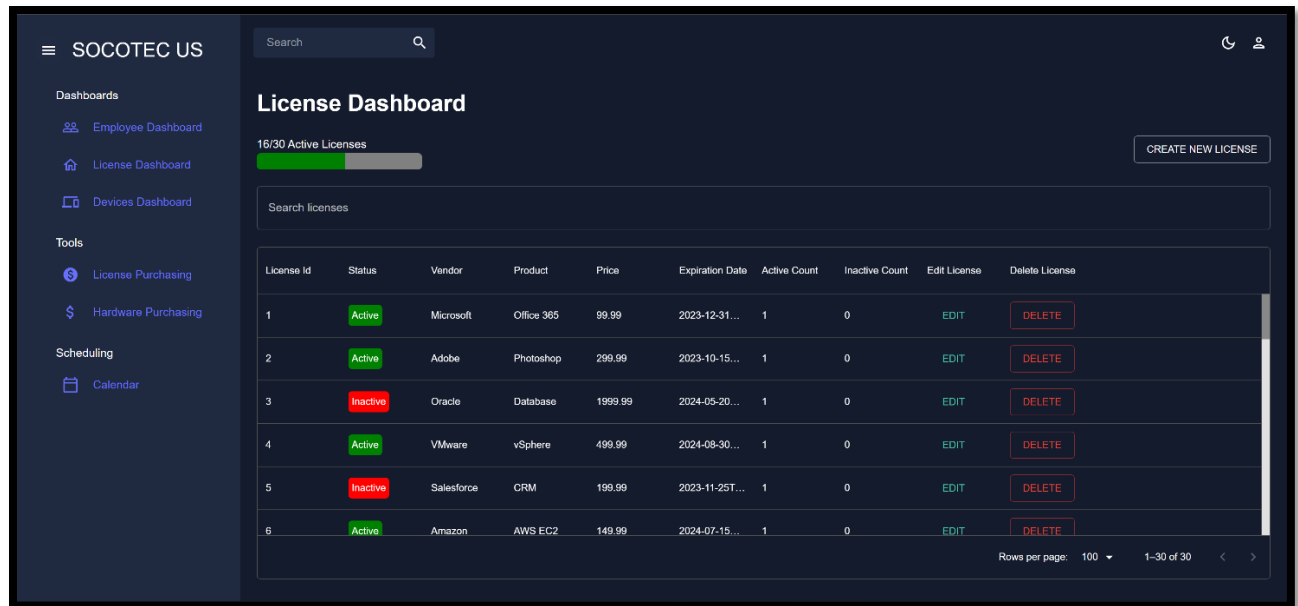 SOCOTEC US
Search
Dashboards
Employee Dashboard
License Dashboard
Devices Dashboard
Tools
License Purchasing
Hardware Purchasing
Scheduling
Calendar
License Dashboard
16/30 Active Licenses
CREATE NEW LICENSE
Search licenses
License Id Status Vendor Product Price Expiration Date Active Count Inactive Count Edit License Delete License
1 Active Microsoft Office 365 99.99 2023-12-31... 1 0 EDIT DELETE
2 Active Adobe Photoshop 299.99 2023-10-15... 1 0 EDIT DELETE
3 Inactive Oracle Database 1999.99 2024-05-20... 1 0 EDIT DELETE
4 Active VMware vSphere 499.99 2024-08-30... 1 0 EDIT DELETE
5 Inactive Salesforce CRM 199.99 2023-11-25T... 1 0 EDIT DELETE
6 Active Amazon AWS EC2 149.99 2024-07-15... 1 0 EDIT DELETE
Rows per page: 100 1–30 of 30